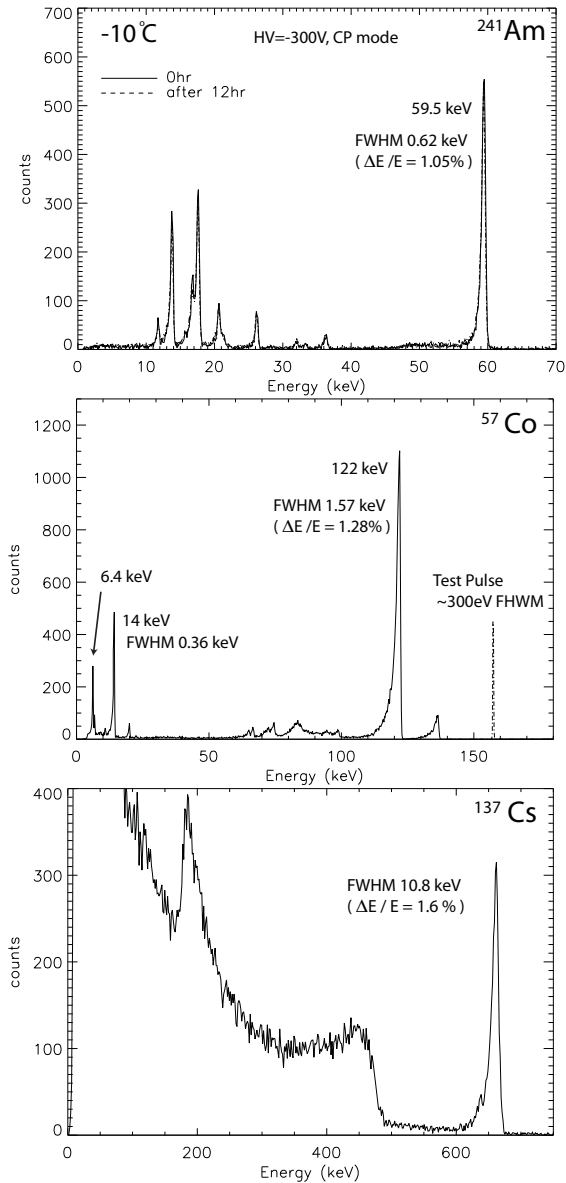 -10°C
HV=-300V, CP mode
241Am
0hr
after 12hr
59.5 keV
FWHM 0.62 keV
( ΔE /E = 1.05% )
counts
700
600
500
400
300
200
100
0
0 10 20 30 40 50 60 70
Energy (keV)
57 Co
122 keV
FWHM 1.57 keV
( ΔE /E = 1.28%)
6.4 keV
14 keV
FWHM 0.36 keV
Test Pulse
~300eV FHWM
counts
1200
1000
800
600
400
200
0
0 50 100 150
Energy (keV)
137 Cs
FWHM 10.8 keV
( ΔE / E = 1.6 % )
counts
400
300
200
100
0
0 200 400 600
Energy (keV)